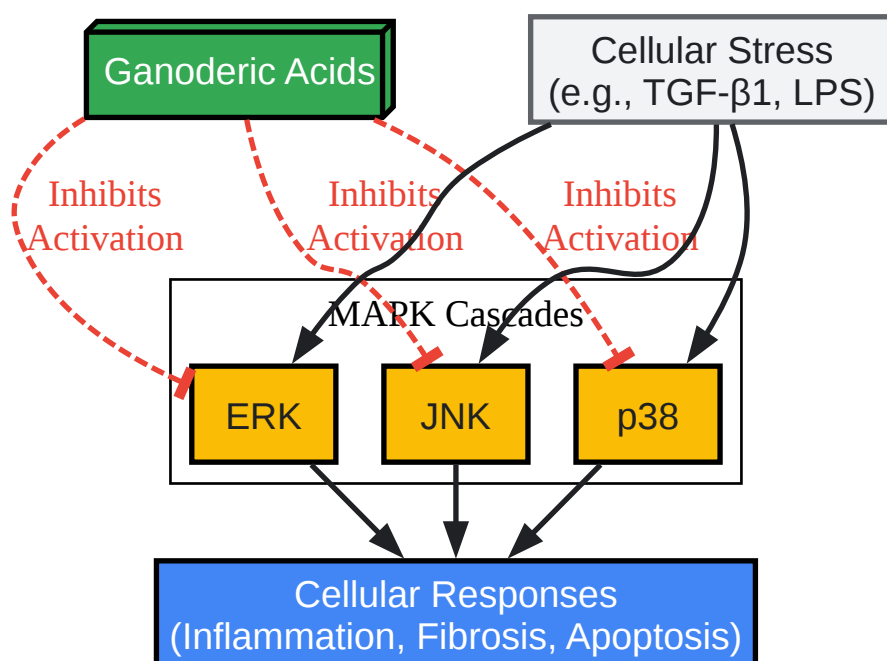 Ganoderic Acids
Cellular Stress
(e.g., TGF-β1, LPS)
Inhibits
Activation
Inhibits
Activation
Inhibits
Activation
MAPK Cascades
ERK
JNK
p38
Cellular Responses
(Inflammation, Fibrosis, Apoptosis)